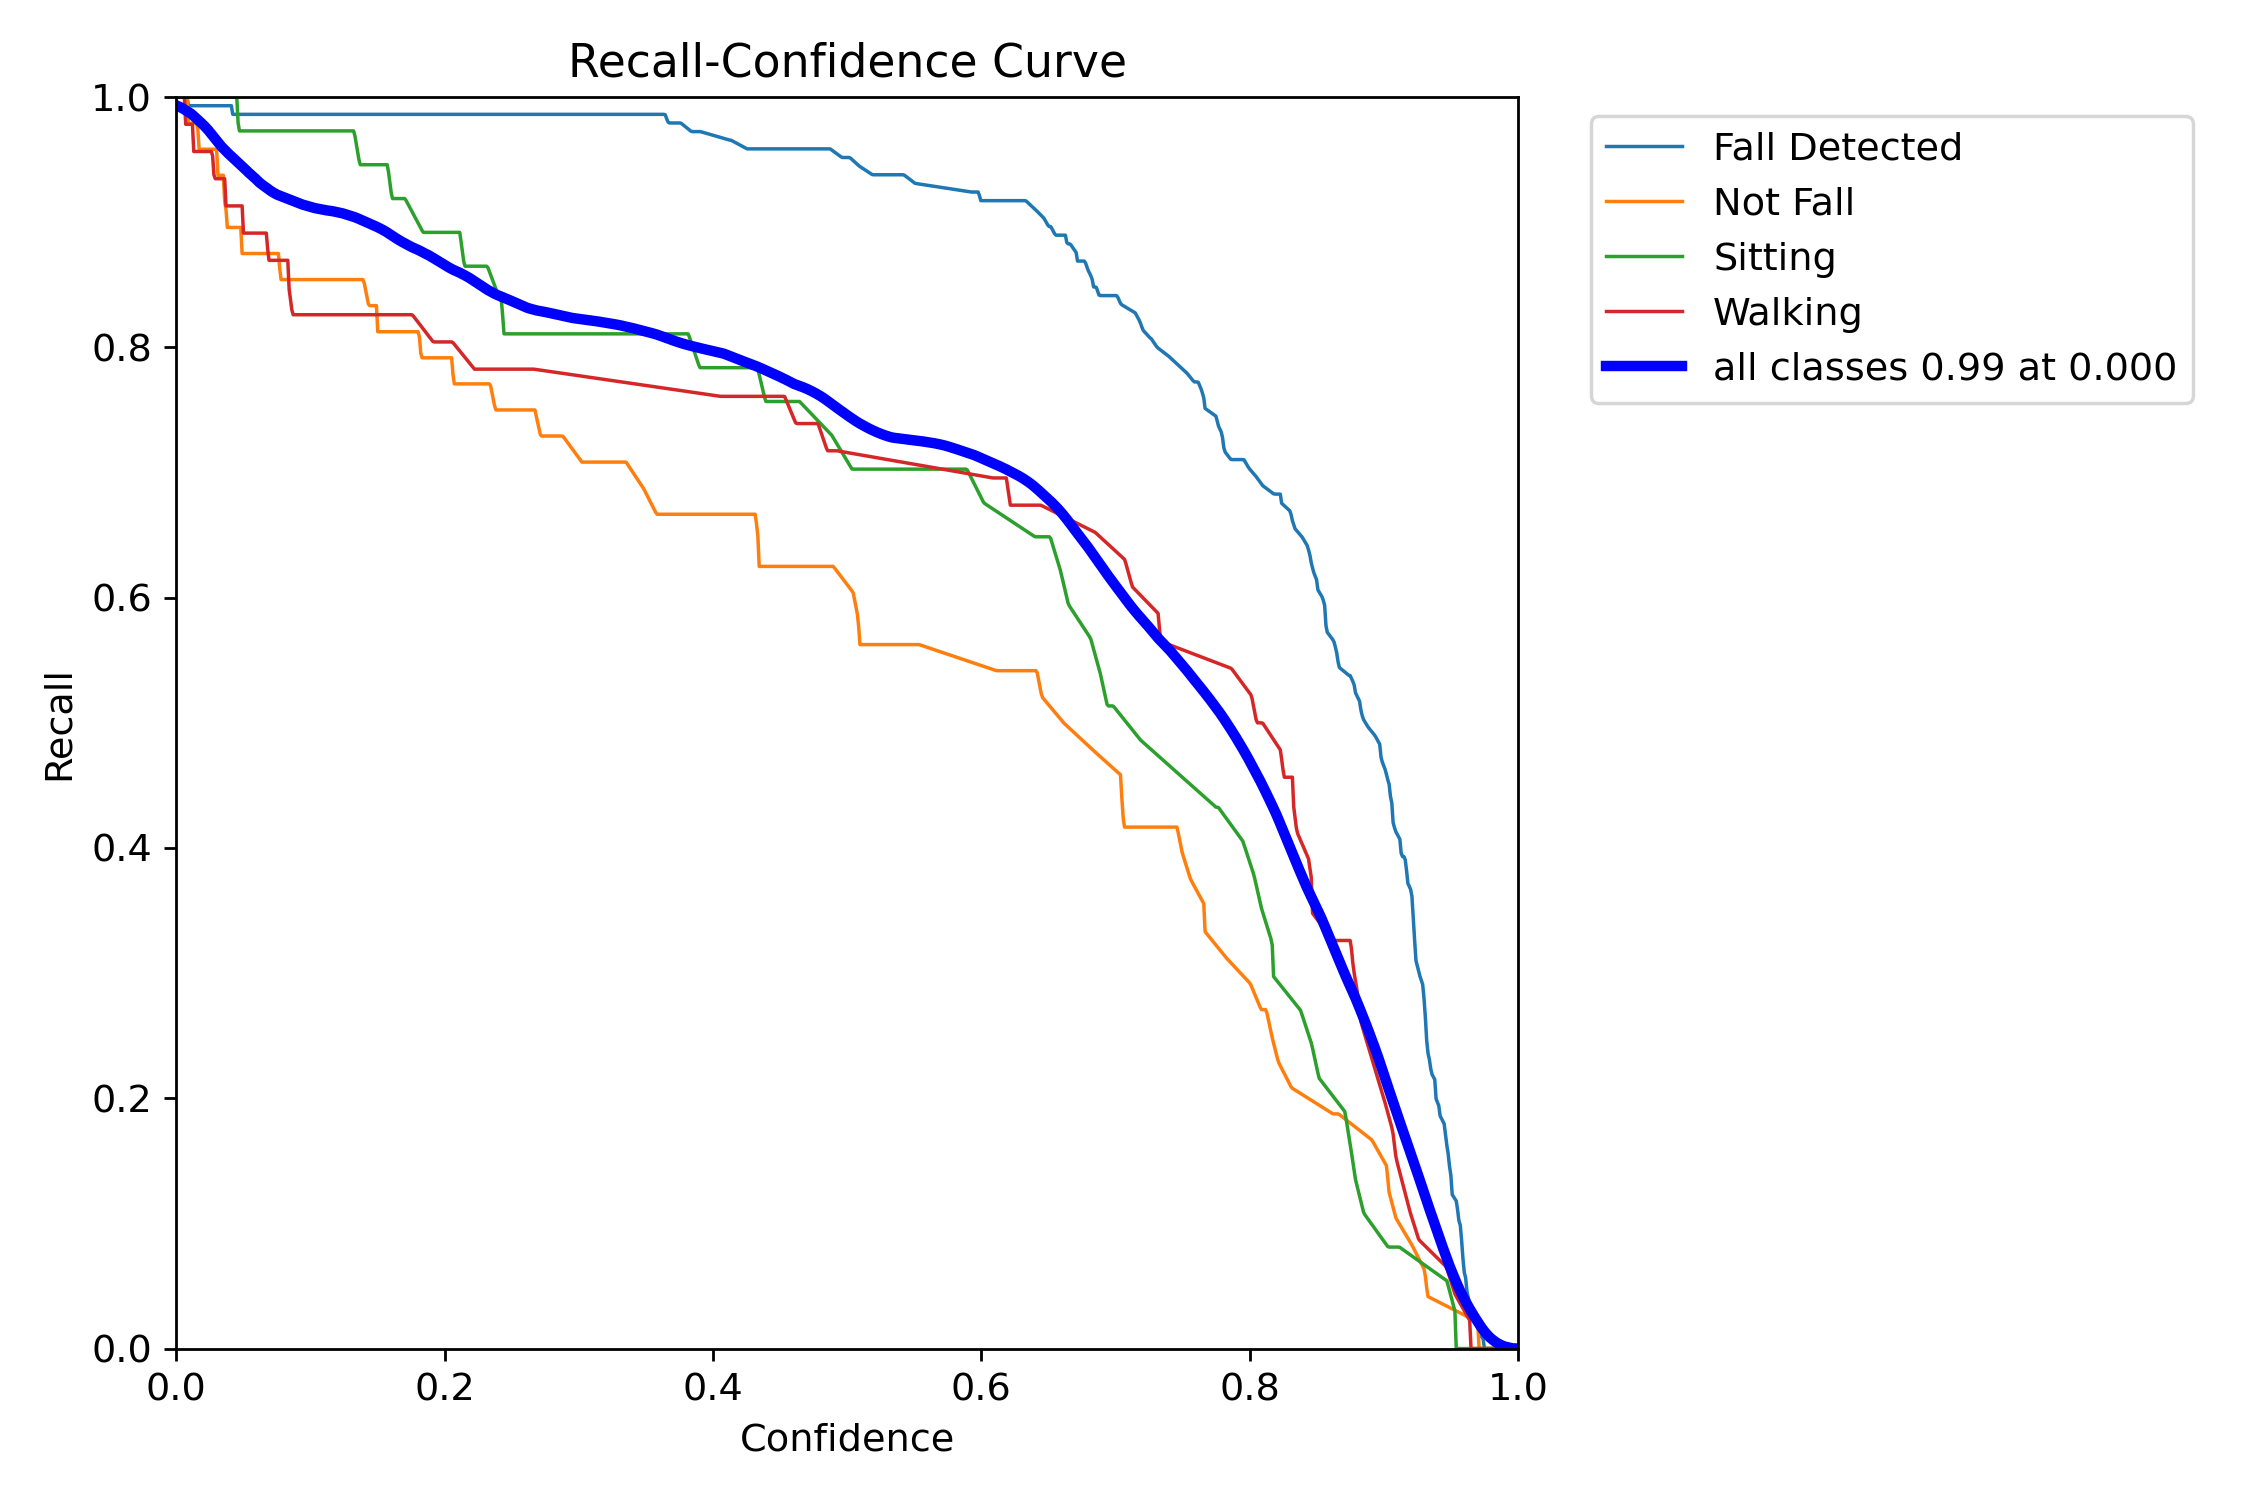 Recall-Confidence Curve
1.0
0.8
0.6
0.4
0.2
0.0
Recall
0.0 0.2 0.4 0.6 0.8 1.0
Confidence
Fall Detected
Not Fall
Sitting
Walking
all classes 0.99 at 0.000